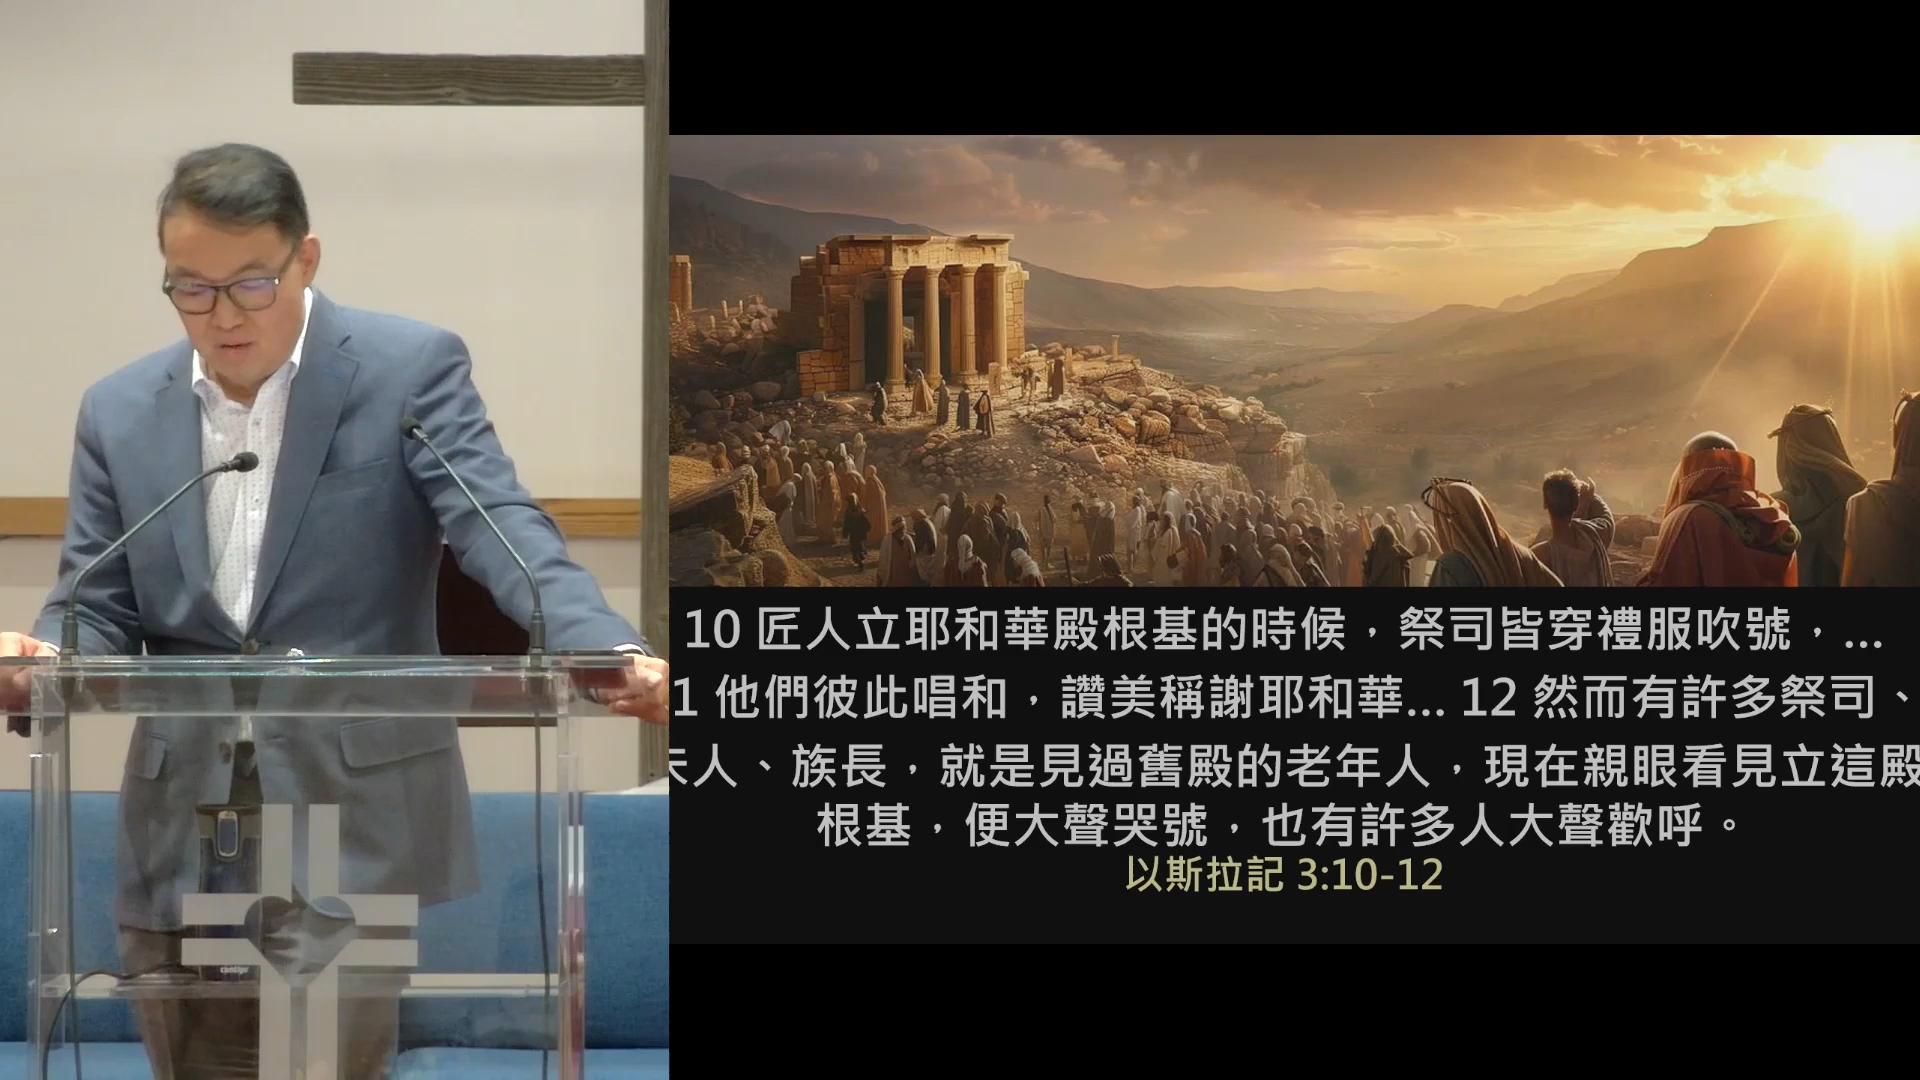 10 匠人立耶和華殿根基的時候，祭司皆穿禮服吹號，...
1 他們彼此唱和，讚美稱謝耶和華... 12 然而有許多祭司、
人、族長，就是見過舊殿的老年人，現在親眼看見立這殿
根基，便大聲哭號，也有許多人大聲歡呼。
以斯拉記 3:10-12
contigo